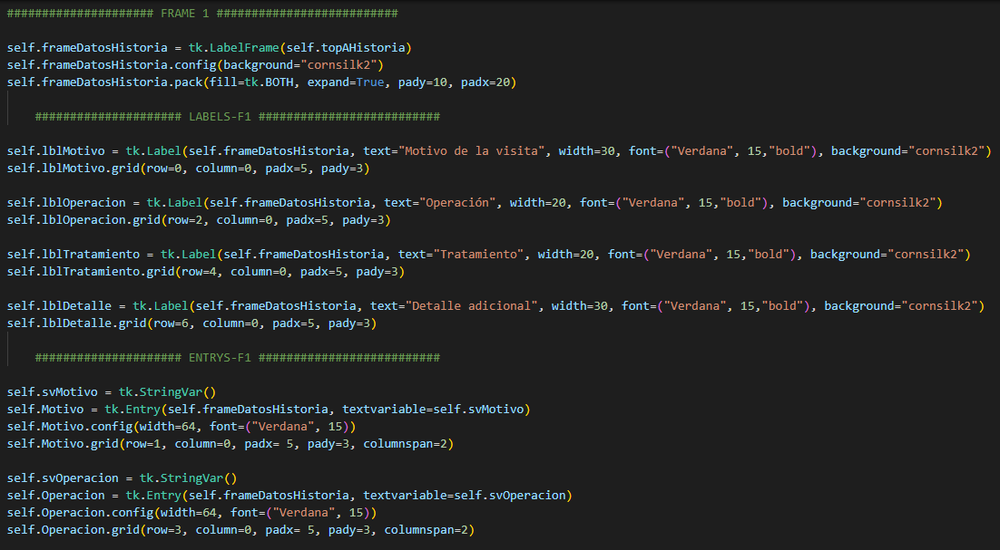 ##################### FRAME 1 ##########################
self.frameDatosHistoria = tk.LabelFrame(self.topAHistoria)
self.frameDatosHistoria.config(background="cornsilk2")
self.frameDatosHistoria.pack(fill=tk.BOTH, expand=True, pady=10, padx=20)
##################### LABELS-F1 ##########################
self.lblMotivo = tk.Label(self.frameDatosHistoria, text="Motivo de la visita", width=30, font=("Verdana", 15,"bold"), background="cornsilk2")
self.lblMotivo.grid(row=0, column=0, padx=5, pady=3)
self.lblOperacion = tk.Label(self.frameDatosHistoria, text="Operación", width=20, font=("Verdana", 15,"bold"), background="cornsilk2")
self.lblOperacion.grid(row=2, column=0, padx=5, pady=3)
self.lblTratamiento = tk.Label(self.frameDatosHistoria, text="Tratamiento", width=20, font=("Verdana", 15,"bold"), background="cornsilk2")
self.lblTratamiento.grid(row=4, column=0, padx=5, pady=3)
self.lblDetalle = tk.Label(self.frameDatosHistoria, text="Detalle adicional", width=30, font=("Verdana", 15,"bold"), background="cornsilk2")
self.lblDetalle.grid(row=6, column=0, padx=5, pady=3)
##################### ENTRYS-F1 ##########################
self.svMotivo = tk.StringVar()
self.Motivo = tk.Entry(self.frameDatosHistoria, textvariable=self.svMotivo)
self.Motivo.config(width=64, font=("Verdana", 15))
self.Motivo.grid(row=1, column=0, padx= 5, pady=3, columnspan=2)
self.svOperacion = tk.StringVar()
self.Operacion = tk.Entry(self.frameDatosHistoria, textvariable=self.svOperacion)
self.Operacion.config(width=64, font=("Verdana", 15))
self.Operacion.grid(row=3, column=0, padx= 5, pady=3, columnspan=2)